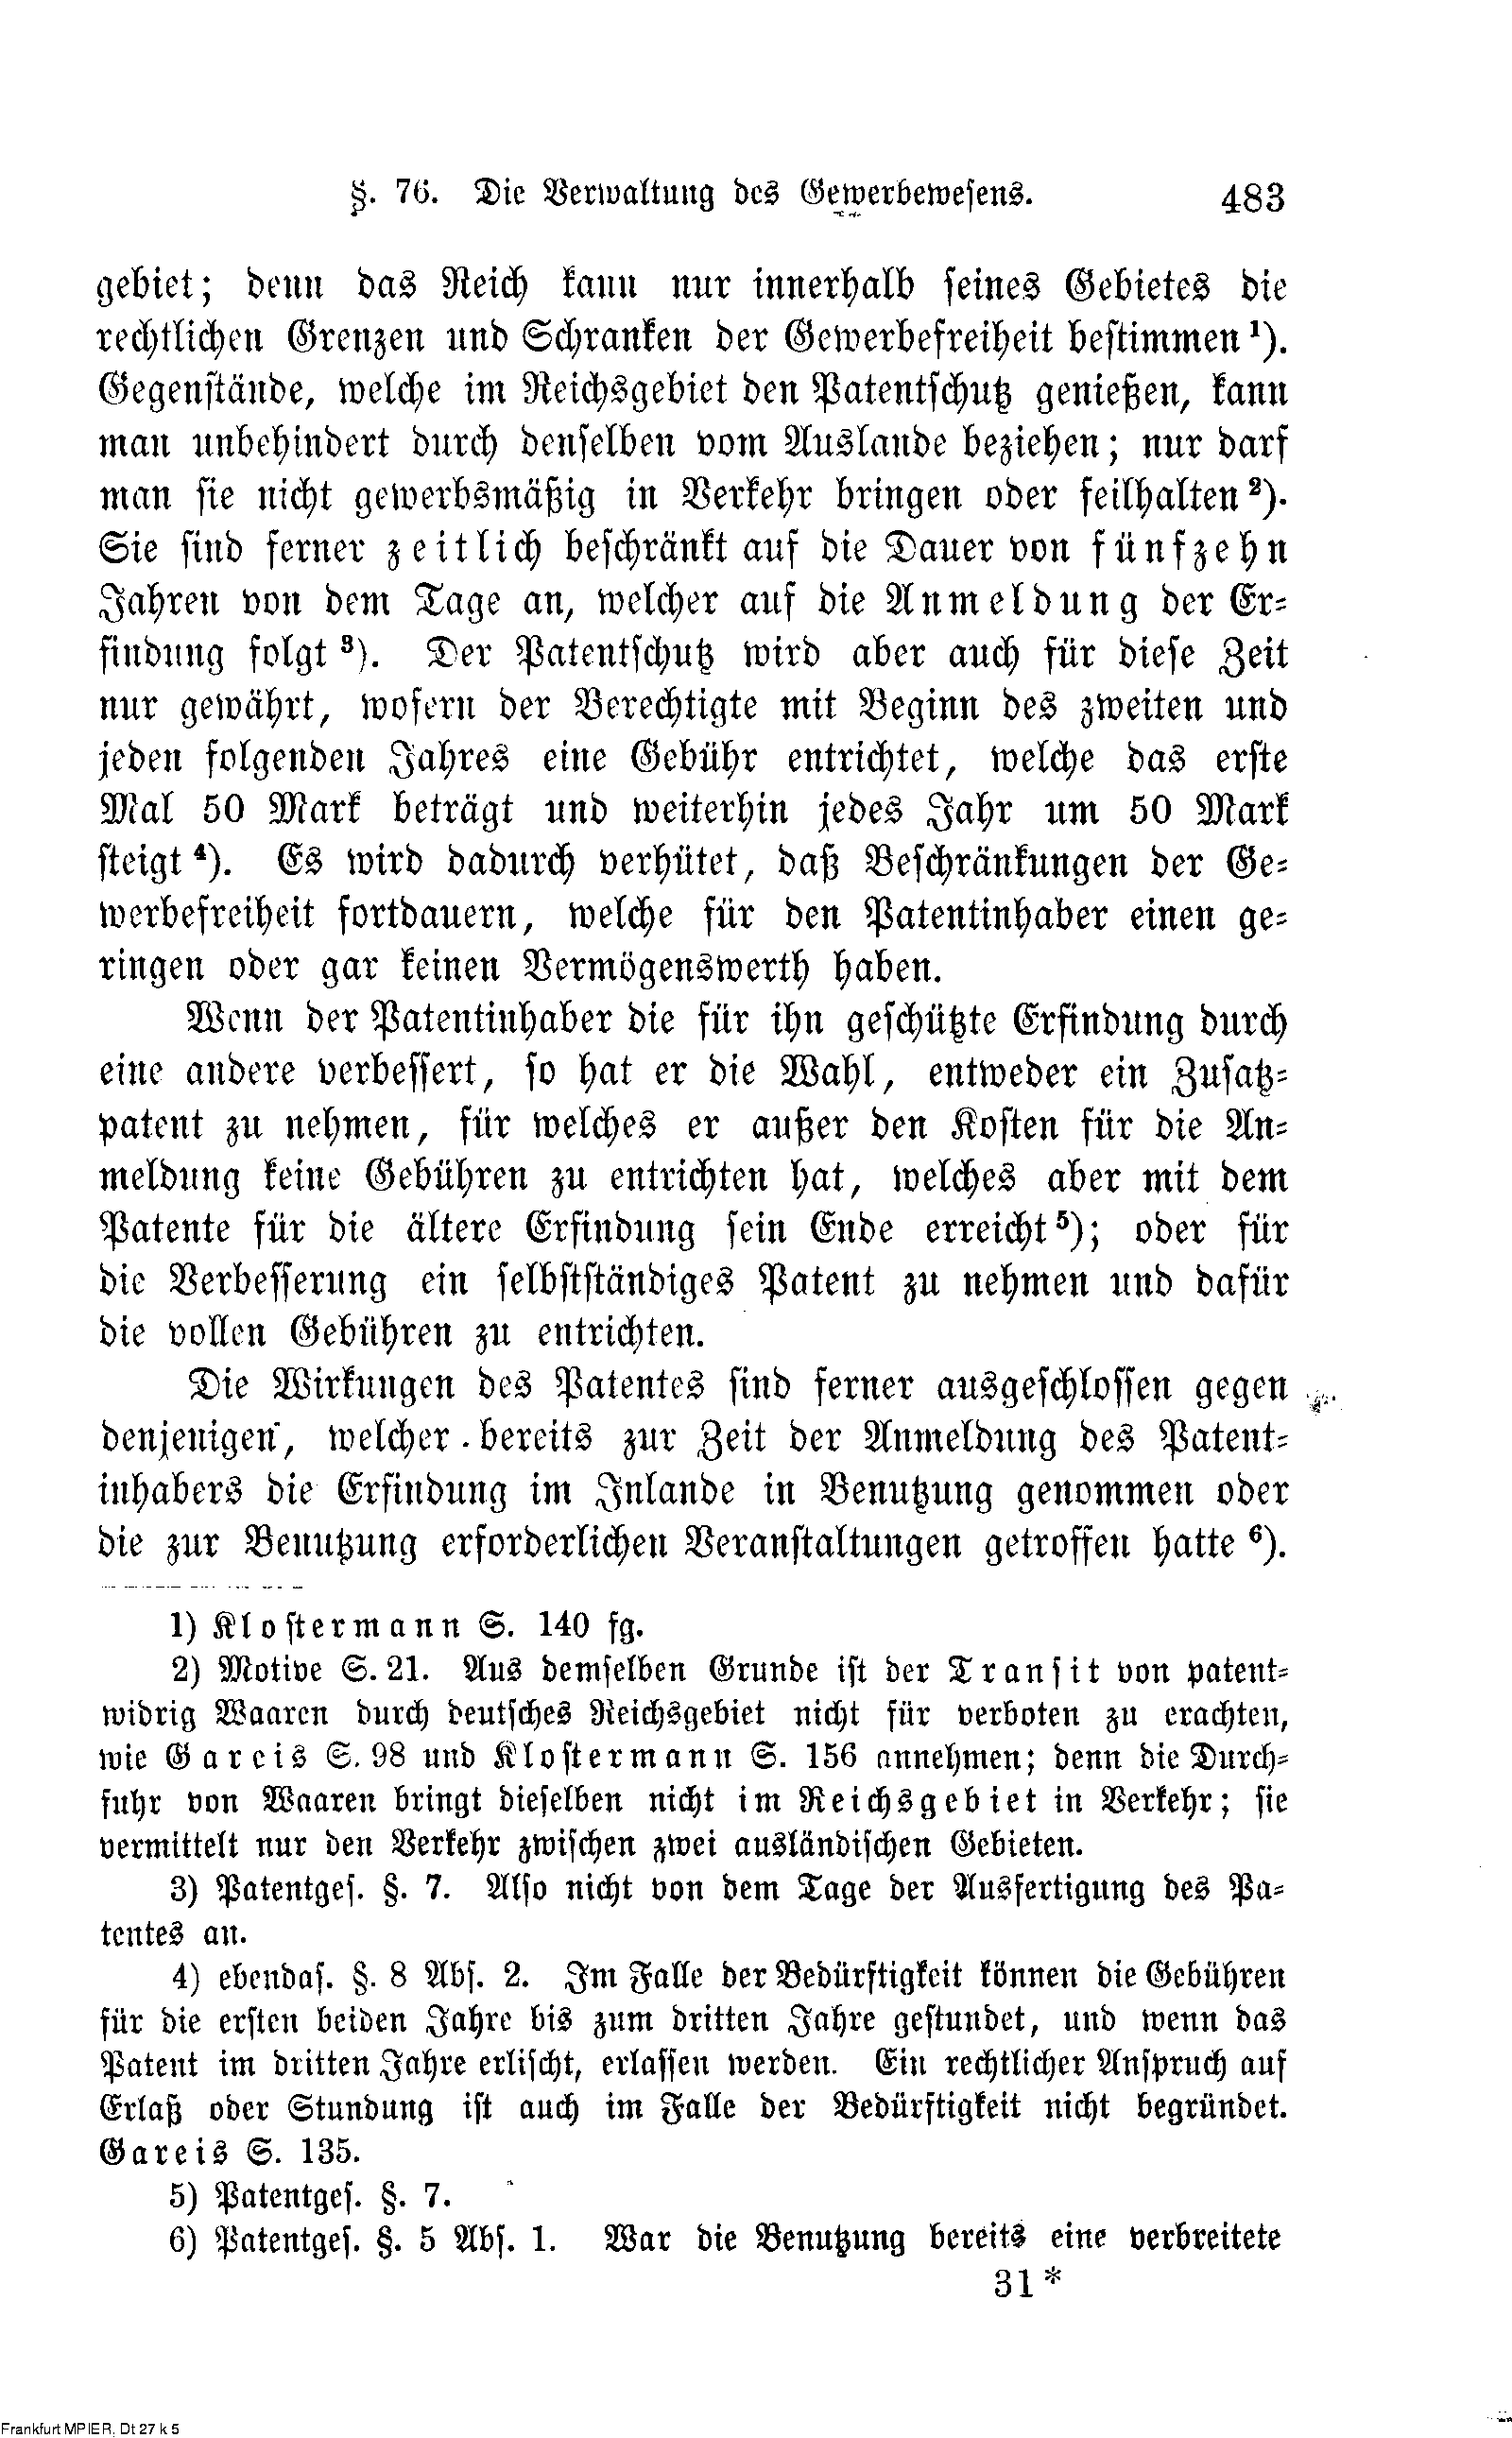 §. 76. Die Verwaltung des Gewerbewesens. 483
gebiet; denn das Reich kann nur innerhalb seines Gebietes die
rechtlichen Grenzen und Schranken der Gewerbefreiheit bestimmen¹).
Gegenstände, welche im Reichsgebiet den Patentschutz genießen, kann
man unbehindert durch denselben vom Auslande beziehen; nur darf
man sie nicht gewerbsmäßig in Verkehr bringen oder feilhalten²).
Sie sind ferner zeitlich beschränkt auf die Dauer von fünfzehn
Jahren von dem Tage an, welcher auf die Anmeldung der Er-
findung folgt³). Der Patentschutz wird aber auch für diese Zeit
nur gewährt, wofern der Berechtigte mit Beginn des zweiten und
jeden folgenden Jahres eine Gebühr entrichtet, welche das erste
Mal 50 Mark beträgt und weiterhin jedes Jahr um 50 Mark
steigt⁴). Es wird dadurch verhütet, daß Beschränkungen der Ge-
werbefreiheit fortdauern, welche für den Patentinhaber einen ge-
ringen oder gar keinen Vermögenswerth haben.
Wenn der Patentinhaber die für ihn geschützte Erfindung durch
eine andere verbessert, so hat er die Wahl, entweder ein Zusatz-
patent zu nehmen, für welches er außer den Kosten für die An-
meldung keine Gebühren zu entrichten hat, welches aber mit dem
Patente für die ältere Erfindung sein Ende erreicht⁵); oder für
die Verbesserung ein selbstständiges Patent zu nehmen und dafür
die vollen Gebühren zu entrichten.
Die Wirkungen des Patentes sind ferner ausgeschlossen gegen
denjenigen, welcher bereits zur Zeit der Anmeldung des Patent-
inhabers die Erfindung im Inlande in Benutzung genommen oder
die zur Benutzung erforderlichen Veranstaltungen getroffen hatte⁶).
1) Klostermann S. 140 fg.
2) Motive S. 21. Aus demselben Grunde ist der Transit von patent-
widrig Waaren durch deutsches Reichsgebiet nicht für verboten zu erachten,
wie Gareis S. 98 und Klostermann S. 156 annehmen; denn die Durch-
fuhr von Waaren bringt dieselben nicht im Reichsgebiet in Verkehr; sie
vermittelt nur den Verkehr zwischen zwei ausländischen Gebieten.
3) Patentges. §. 7. Also nicht von dem Tage der Ausfertigung des Pa-
tentes an.
4) ebendas. §. 8 Abs. 2. Im Falle der Bedürftigkeit können die Gebühren
für die ersten beiden Jahre bis zum dritten Jahre gestundet, und wenn das
Patent im dritten Jahre erlischt, erlassen werden. Ein rechtlicher Anspruch auf
Erlaß oder Stundung ist auch im Falle der Bedürftigkeit nicht begründet.
Gareis S. 135.
5) Patentges. §. 7.
6) Patentges. §. 5 Abs. 1. War die Benutzung bereits eine verbreitete
31*
Frankfurt MPIER, Dt 27 k 5